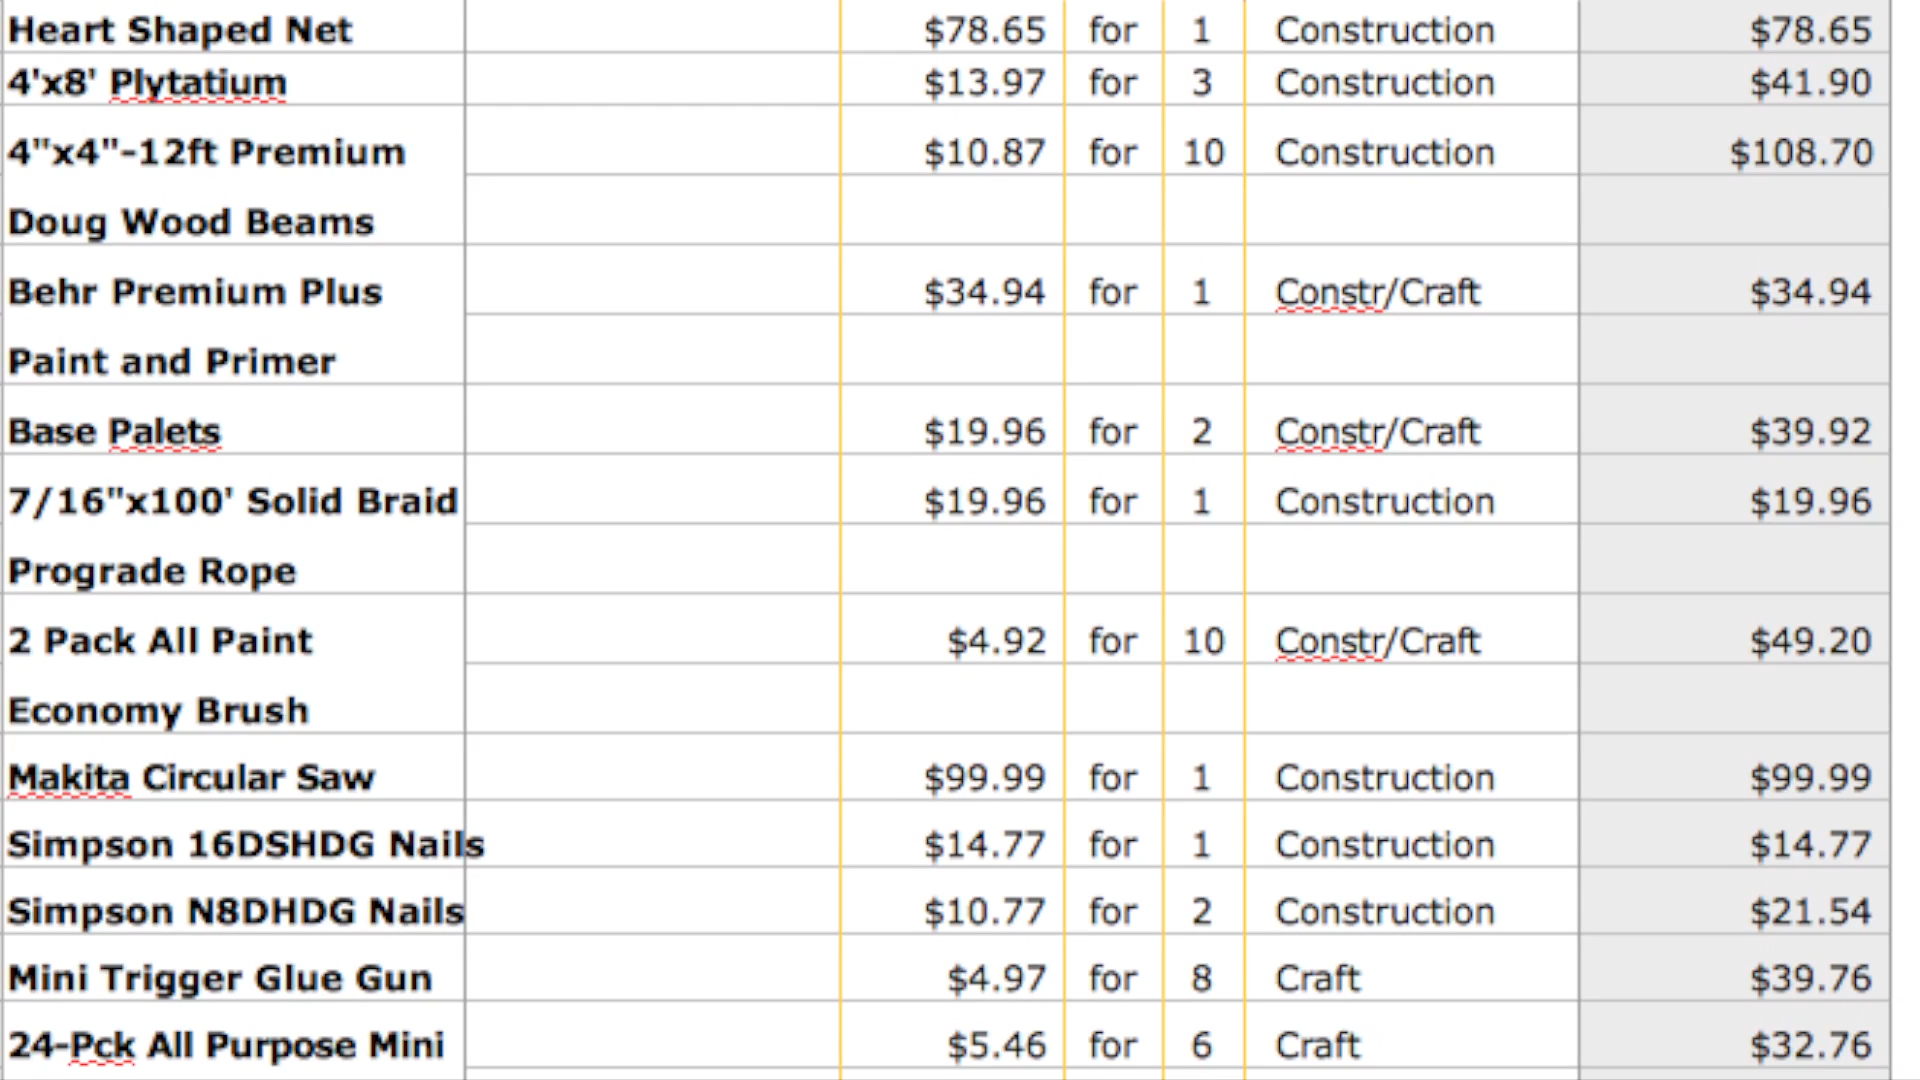 Heart Shaped Net $78.65 for 1 Construction $78.65
4'x8' Plytatium $13.97 for 3 Construction $41.90
4"x4"-12ft Premium $10.87 for 10 Construction $108.70
Doug Wood Beams
Behr Premium Plus $34.94 for 1 Constr/Craft $34.94
Paint and Primer
Base Palets $19.96 for 2 Constr/Craft $39.92
7/16"x100' Solid Braid $19.96 for 1 Construction $19.96
Prograde Rope
2 Pack All Paint $4.92 for 10 Constr/Craft $49.20
Economy Brush
Makita Circular Saw $99.99 for 1 Construction $99.99
Simpson 16DSHDG Nails $14.77 for 1 Construction $14.77
Simpson N8DHDG Nails $10.77 for 2 Construction $21.54
Mini Trigger Glue Gun $4.97 for 8 Craft $39.76
24-Pck All Purpose Mini $5.46 for 6 Craft $32.76